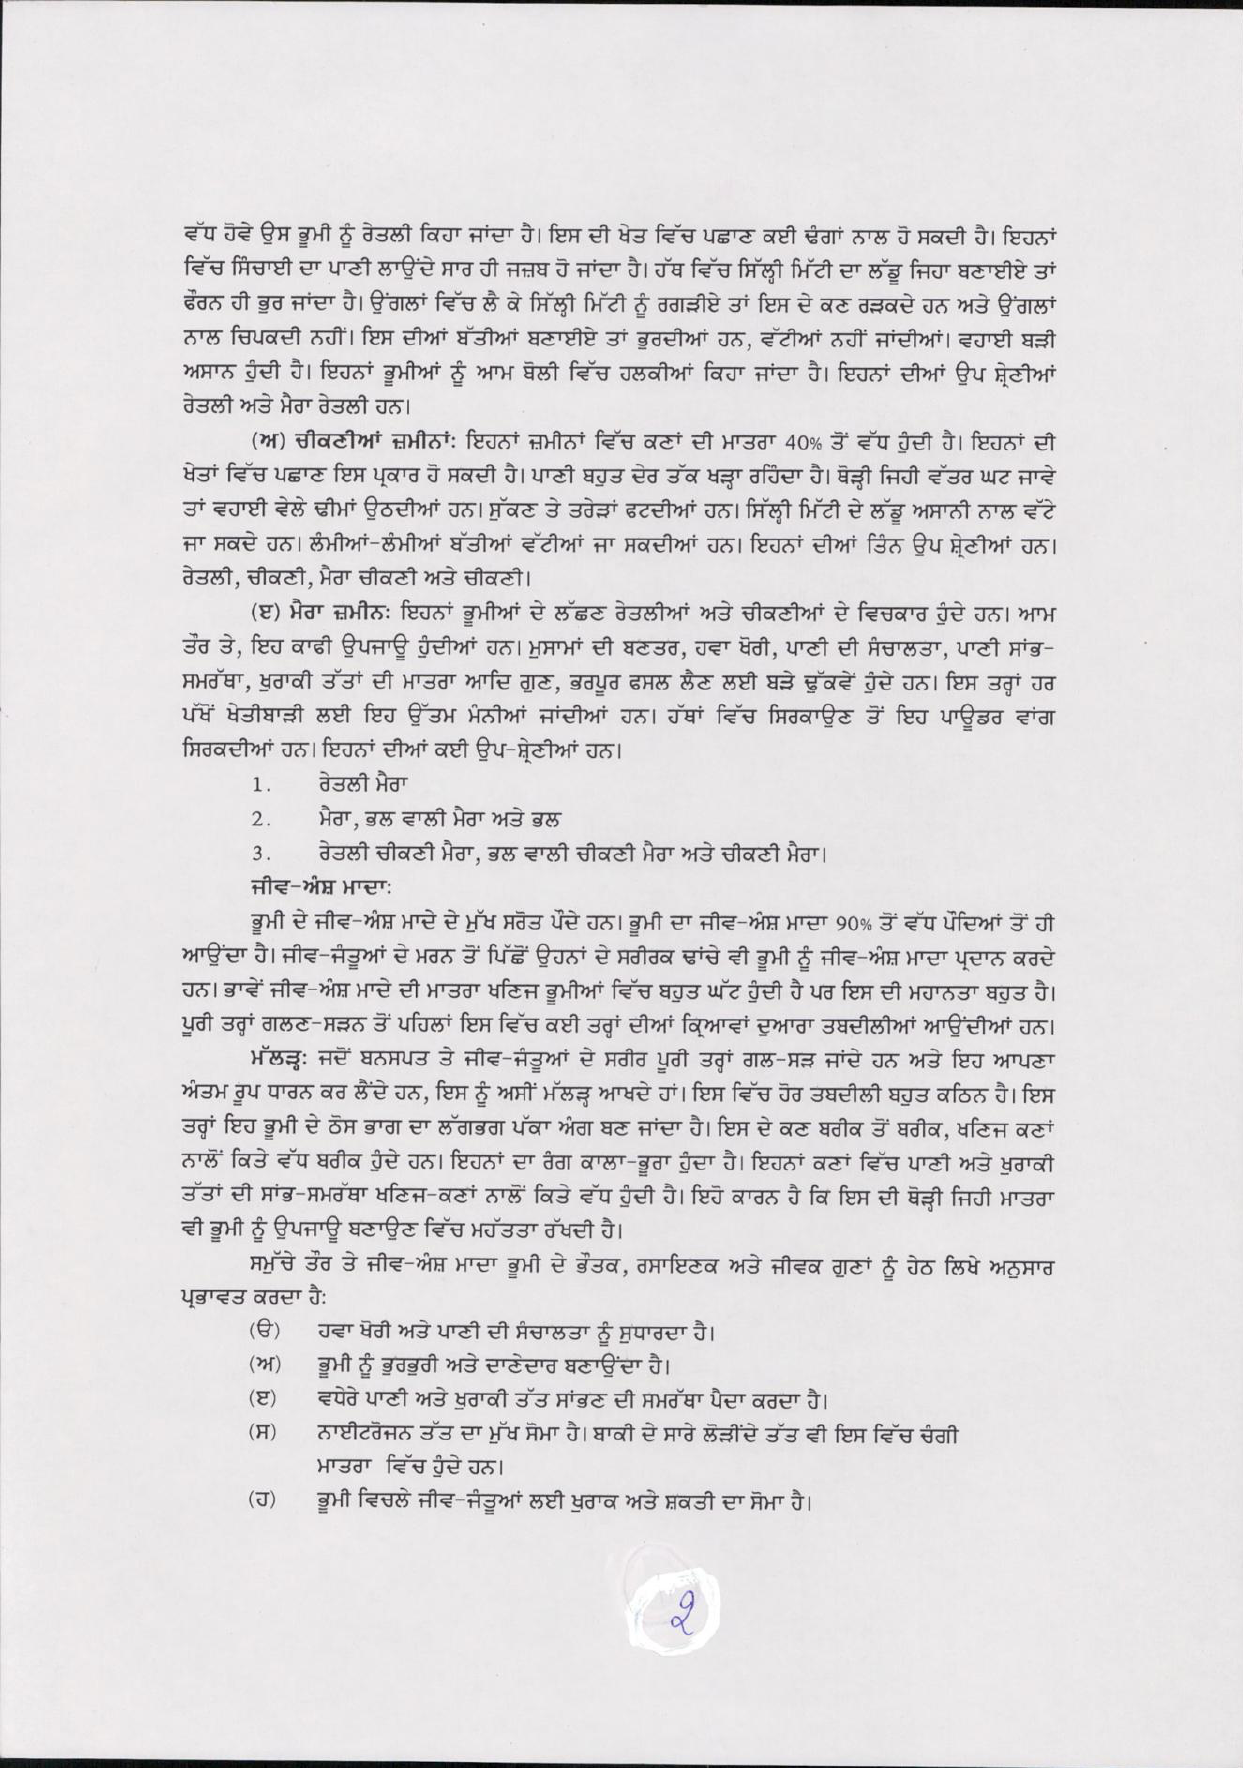 ਵੱਧ ਹੋਵੇ ਉਸ ਭੂਮੀ ਨੂੰ ਰੇਤਲੀ ਕਿਹਾ ਜਾਂਦਾ ਹੈ। ਇਸ ਦੀ ਖੇਤ ਵਿੱਚ ਪਛਾਣ ਕਈ ਢੰਗਾਂ ਨਾਲ ਹੋ ਸਕਦੀ ਹੈ। ਇਹਨਾਂ
ਵਿੱਚ ਸਿੰਚਾਈ ਦਾ ਪਾਣੀ ਲਾਉਂਦੇ ਸਾਰ ਹੀ ਜਜ਼ਬ ਹੋ ਜਾਂਦਾ ਹੈ। ਹੱਥ ਵਿੱਚ ਸਿੱਲ੍ਹੀ ਮਿੱਟੀ ਦਾ ਲੱਡੂ ਜਿਹਾ ਬਣਾਈਏ ਤਾਂ
ਫੌਰਨ ਹੀ ਭੁਰ ਜਾਂਦਾ ਹੈ। ਉਂਗਲਾਂ ਵਿੱਚ ਲੈ ਕੇ ਸਿੱਲ੍ਹੀ ਮਿੱਟੀ ਨੂੰ ਰਗੜੀਏ ਤਾਂ ਇਸ ਦੇ ਕਣ ਰੜਕਦੇ ਹਨ ਅਤੇ ਉਂਗਲਾਂ
ਨਾਲ ਚਿਪਕਦੀ ਨਹੀਂ। ਇਸ ਦੀਆਂ ਬੱਤੀਆਂ ਬਣਾਈਏ ਤਾਂ ਭੁਰਦੀਆਂ ਹਨ, ਵੱਟੀਆਂ ਨਹੀਂ ਜਾਂਦੀਆਂ। ਵਹਾਈ ਬੜੀ
ਅਸਾਨ ਹੁੰਦੀ ਹੈ। ਇਹਨਾਂ ਭੂਮੀਆਂ ਨੂੰ ਆਮ ਬੋਲੀ ਵਿੱਚ ਹਲਕੀਆਂ ਕਿਹਾ ਜਾਂਦਾ ਹੈ। ਇਹਨਾਂ ਦੀਆਂ ਉਪ ਸ਼੍ਰੇਣੀਆਂ
ਰੇਤਲੀ ਅਤੇ ਮੈਰਾ ਰੇਤਲੀ ਹਨ।
(ਅ) ਚੀਕਣੀਆਂ ਜ਼ਮੀਨਾਂ: ਇਹਨਾਂ ਜ਼ਮੀਨਾਂ ਵਿੱਚ ਕਣਾਂ ਦੀ ਮਾਤਰਾ 40% ਤੋਂ ਵੱਧ ਹੁੰਦੀ ਹੈ। ਇਹਨਾਂ ਦੀ
ਖੇਤਾਂ ਵਿੱਚ ਪਛਾਣ ਇਸ ਪ੍ਰਕਾਰ ਹੋ ਸਕਦੀ ਹੈ। ਪਾਣੀ ਬਹੁਤ ਦੇਰ ਤੱਕ ਖੜ੍ਹਾ ਰਹਿੰਦਾ ਹੈ। ਥੋੜ੍ਹੀ ਜਿਹੀ ਵੱਤਰ ਘਟ ਜਾਵੇ
ਤਾਂ ਵਹਾਈ ਵੇਲੇ ਢੀਮਾਂ ਉਠਦੀਆਂ ਹਨ। ਸੁੱਕਣ ਤੇ ਤਰੇੜਾਂ ਫਟਦੀਆਂ ਹਨ। ਸਿੱਲ੍ਹੀ ਮਿੱਟੀ ਦੇ ਲੱਡੂ ਅਸਾਨੀ ਨਾਲ ਵੱਟੇ
ਜਾ ਸਕਦੇ ਹਨ। ਲੰਮੀਆਂ-ਲੰਮੀਆਂ ਬੱਤੀਆਂ ਵੱਟੀਆਂ ਜਾ ਸਕਦੀਆਂ ਹਨ। ਇਹਨਾਂ ਦੀਆਂ ਤਿੰਨ ਉਪ ਸ਼੍ਰੇਣੀਆਂ ਹਨ।
ਰੇਤਲੀ, ਚੀਕਣੀ, ਮੈਰਾ ਚੀਕਣੀ ਅਤੇ ਚੀਕਣੀ।
(ੲ) ਮੈਰਾ ਜ਼ਮੀਨ: ਇਹਨਾਂ ਭੂਮੀਆਂ ਦੇ ਲੱਛਣ ਰੇਤਲੀਆਂ ਅਤੇ ਚੀਕਣੀਆਂ ਦੇ ਵਿਚਕਾਰ ਹੁੰਦੇ ਹਨ। ਆਮ
ਤੌਰ ਤੇ, ਇਹ ਕਾਫੀ ਉਪਜਾਊ ਹੁੰਦੀਆਂ ਹਨ। ਮੁਸਾਮਾਂ ਦੀ ਬਣਤਰ, ਹਵਾ ਖੋਰੀ, ਪਾਣੀ ਦੀ ਸੰਚਾਲਤਾ, ਪਾਣੀ ਸਾਂਭ-
ਸਮਰੱਥਾ, ਖੁਰਾਕੀ ਤੱਤਾਂ ਦੀ ਮਾਤਰਾ ਆਦਿ ਗੁਣ, ਭਰਪੂਰ ਫਸਲ ਲੈਣ ਲਈ ਬੜੇ ਢੁੱਕਵੇਂ ਹੁੰਦੇ ਹਨ। ਇਸ ਤਰ੍ਹਾਂ ਹਰ
ਪੱਖੋਂ ਖੇਤੀਬਾੜੀ ਲਈ ਇਹ ਉੱਤਮ ਮੰਨੀਆਂ ਜਾਂਦੀਆਂ ਹਨ। ਹੱਥਾਂ ਵਿੱਚ ਸਿਰਕਾਉਣ ਤੋਂ ਇਹ ਪਾਊਡਰ ਵਾਂਗ
ਸਿਰਕਦੀਆਂ ਹਨ। ਇਹਨਾਂ ਦੀਆਂ ਕਈ ਉਪ-ਸ਼੍ਰੇਣੀਆਂ ਹਨ।
1. ਰੇਤਲੀ ਮੈਰਾ
2. ਮੈਰਾ, ਭਲ ਵਾਲੀ ਮੈਰਾ ਅਤੇ ਭਲ
3. ਰੇਤਲੀ ਚੀਕਣੀ ਮੈਰਾ, ਭਲ ਵਾਲੀ ਚੀਕਣੀ ਮੈਰਾ ਅਤੇ ਚੀਕਣੀ ਮੈਰਾ।
ਜੀਵ-ਅੰਸ਼ ਮਾਦਾ:
ਭੂਮੀ ਦੇ ਜੀਵ-ਅੰਸ਼ ਮਾਦੇ ਦੇ ਮੁੱਖ ਸਰੋਤ ਪੌਦੇ ਹਨ। ਭੂਮੀ ਦਾ ਜੀਵ-ਅੰਸ਼ ਮਾਦਾ 90% ਤੋਂ ਵੱਧ ਪੌਦਿਆਂ ਤੋਂ ਹੀ
ਆਉਂਦਾ ਹੈ। ਜੀਵ-ਜੰਤੂਆਂ ਦੇ ਮਰਨ ਤੋਂ ਪਿੱਛੋਂ ਉਹਨਾਂ ਦੇ ਸਰੀਰਕ ਢਾਂਚੇ ਵੀ ਭੂਮੀ ਨੂੰ ਜੀਵ-ਅੰਸ਼ ਮਾਦਾ ਪ੍ਰਦਾਨ ਕਰਦੇ
ਹਨ। ਭਾਵੇਂ ਜੀਵ-ਅੰਸ਼ ਮਾਦੇ ਦੀ ਮਾਤਰਾ ਖਣਿਜ ਭੂਮੀਆਂ ਵਿੱਚ ਬਹੁਤ ਘੱਟ ਹੁੰਦੀ ਹੈ ਪਰ ਇਸ ਦੀ ਮਹਾਨਤਾ ਬਹੁਤ ਹੈ।
ਪੂਰੀ ਤਰ੍ਹਾਂ ਗਲਣ-ਸੜਨ ਤੋਂ ਪਹਿਲਾਂ ਇਸ ਵਿੱਚ ਕਈ ਤਰ੍ਹਾਂ ਦੀਆਂ ਕ੍ਰਿਆਵਾਂ ਦੁਆਰਾ ਤਬਦੀਲੀਆਂ ਆਉਂਦੀਆਂ ਹਨ।
ਮੱਲੜ੍ਹ: ਜਦੋਂ ਬਨਸਪਤ ਤੇ ਜੀਵ-ਜੰਤੂਆਂ ਦੇ ਸਰੀਰ ਪੂਰੀ ਤਰ੍ਹਾਂ ਗਲ-ਸੜ ਜਾਂਦੇ ਹਨ ਅਤੇ ਇਹ ਆਪਣਾ
ਅੰਤਮ ਰੂਪ ਧਾਰਨ ਕਰ ਲੈਂਦੇ ਹਨ, ਇਸ ਨੂੰ ਅਸੀਂ ਮੱਲੜ੍ਹ ਆਖਦੇ ਹਾਂ। ਇਸ ਵਿੱਚ ਹੋਰ ਤਬਦੀਲੀ ਬਹੁਤ ਕਠਿਨ ਹੈ। ਇਸ
ਤਰ੍ਹਾਂ ਇਹ ਭੂਮੀ ਦੇ ਠੋਸ ਭਾਗ ਦਾ ਲੱਗਭਗ ਪੱਕਾ ਅੰਗ ਬਣ ਜਾਂਦਾ ਹੈ। ਇਸ ਦੇ ਕਣ ਬਰੀਕ ਤੋਂ ਬਰੀਕ, ਖਣਿਜ ਕਣਾਂ
ਨਾਲੋਂ ਕਿਤੇ ਵੱਧ ਬਰੀਕ ਹੁੰਦੇ ਹਨ। ਇਹਨਾਂ ਦਾ ਰੰਗ ਕਾਲਾ-ਭੂਰਾ ਹੁੰਦਾ ਹੈ। ਇਹਨਾਂ ਕਣਾਂ ਵਿੱਚ ਪਾਣੀ ਅਤੇ ਖੁਰਾਕੀ
ਤੱਤਾਂ ਦੀ ਸਾਂਭ-ਸਮਰੱਥਾ ਖਣਿਜ-ਕਣਾਂ ਨਾਲੋਂ ਕਿਤੇ ਵੱਧ ਹੁੰਦੀ ਹੈ। ਇਹੋ ਕਾਰਨ ਹੈ ਕਿ ਇਸ ਦੀ ਥੋੜ੍ਹੀ ਜਿਹੀ ਮਾਤਰਾ
ਵੀ ਭੂਮੀ ਨੂੰ ਉਪਜਾਊ ਬਣਾਉਣ ਵਿੱਚ ਮਹੱਤਤਾ ਰੱਖਦੀ ਹੈ।
ਸਮੁੱਚੇ ਤੌਰ ਤੇ ਜੀਵ-ਅੰਸ਼ ਮਾਦਾ ਭੂਮੀ ਦੇ ਭੌਤਕ, ਰਸਾਇਣਕ ਅਤੇ ਜੀਵਕ ਗੁਣਾਂ ਨੂੰ ਹੇਠ ਲਿਖੇ ਅਨੁਸਾਰ
ਪ੍ਰਭਾਵਤ ਕਰਦਾ ਹੈ:
(ੳ) ਹਵਾ ਖੋਰੀ ਅਤੇ ਪਾਣੀ ਦੀ ਸੰਚਾਲਤਾ ਨੂੰ ਸੁਧਾਰਦਾ ਹੈ।
(ਅ) ਭੂਮੀ ਨੂੰ ਭੁਰਭੁਰੀ ਅਤੇ ਦਾਣੇਦਾਰ ਬਣਾਉਂਦਾ ਹੈ।
(ੲ) ਵਧੇਰੇ ਪਾਣੀ ਅਤੇ ਖੁਰਾਕੀ ਤੱਤ ਸਾਂਭਣ ਦੀ ਸਮਰੱਥਾ ਪੈਦਾ ਕਰਦਾ ਹੈ।
(ਸ) ਨਾਈਟਰੋਜਨ ਤੱਤ ਦਾ ਮੁੱਖ ਸੋਮਾ ਹੈ। ਬਾਕੀ ਦੇ ਸਾਰੇ ਲੋੜੀਂਦੇ ਤੱਤ ਵੀ ਇਸ ਵਿੱਚ ਚੰਗੀ
ਮਾਤਰਾ ਵਿੱਚ ਹੁੰਦੇ ਹਨ।
(ਹ) ਭੂਮੀ ਵਿਚਲੇ ਜੀਵ-ਜੰਤੂਆਂ ਲਈ ਖੁਰਾਕ ਅਤੇ ਸ਼ਕਤੀ ਦਾ ਸੋਮਾ ਹੈ।
੨